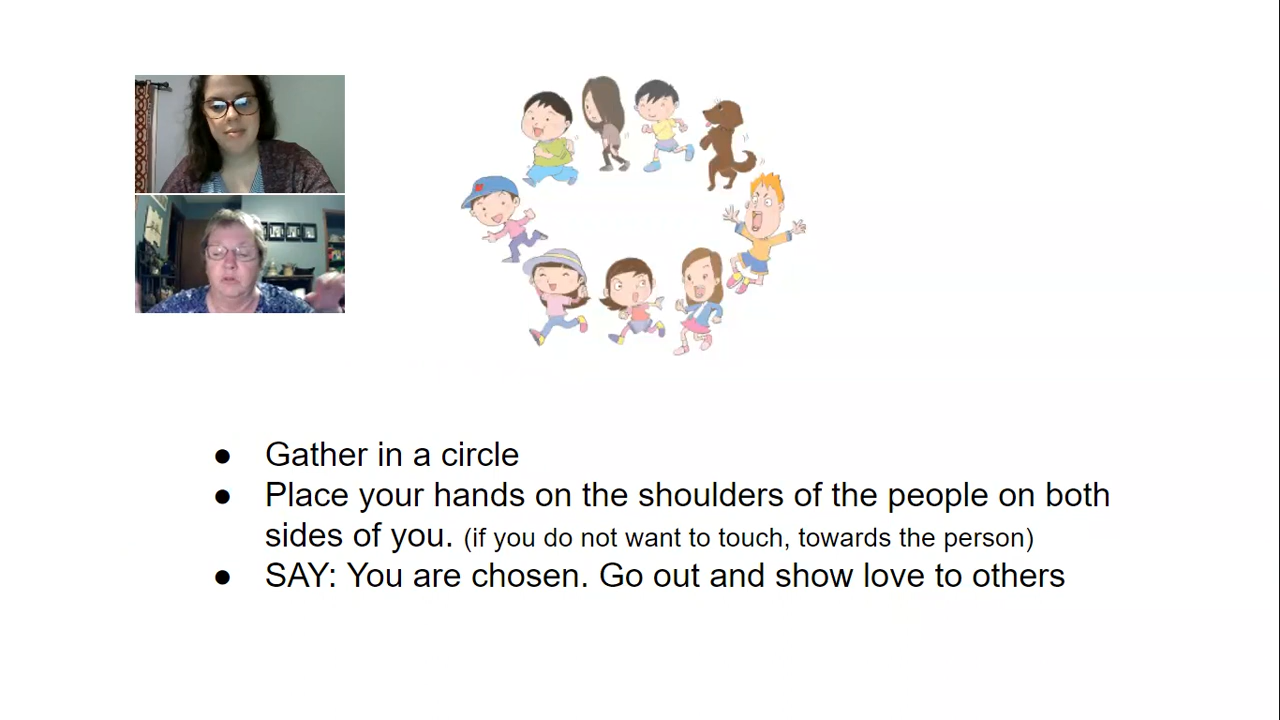 ● Gather in a circle
● Place your hands on the shoulders of the people on both
sides of you. (if you do not want to touch, towards the person)
● SAY: You are chosen. Go out and show love to others